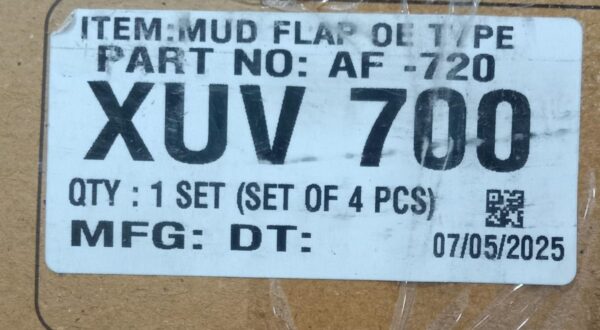 ITEM:MUD FLAP OE TYPE
PART NO: AF -720
XUV 700
QTY : 1 SET (SET OF 4 PCS)
MFG: DT: 07/05/2025